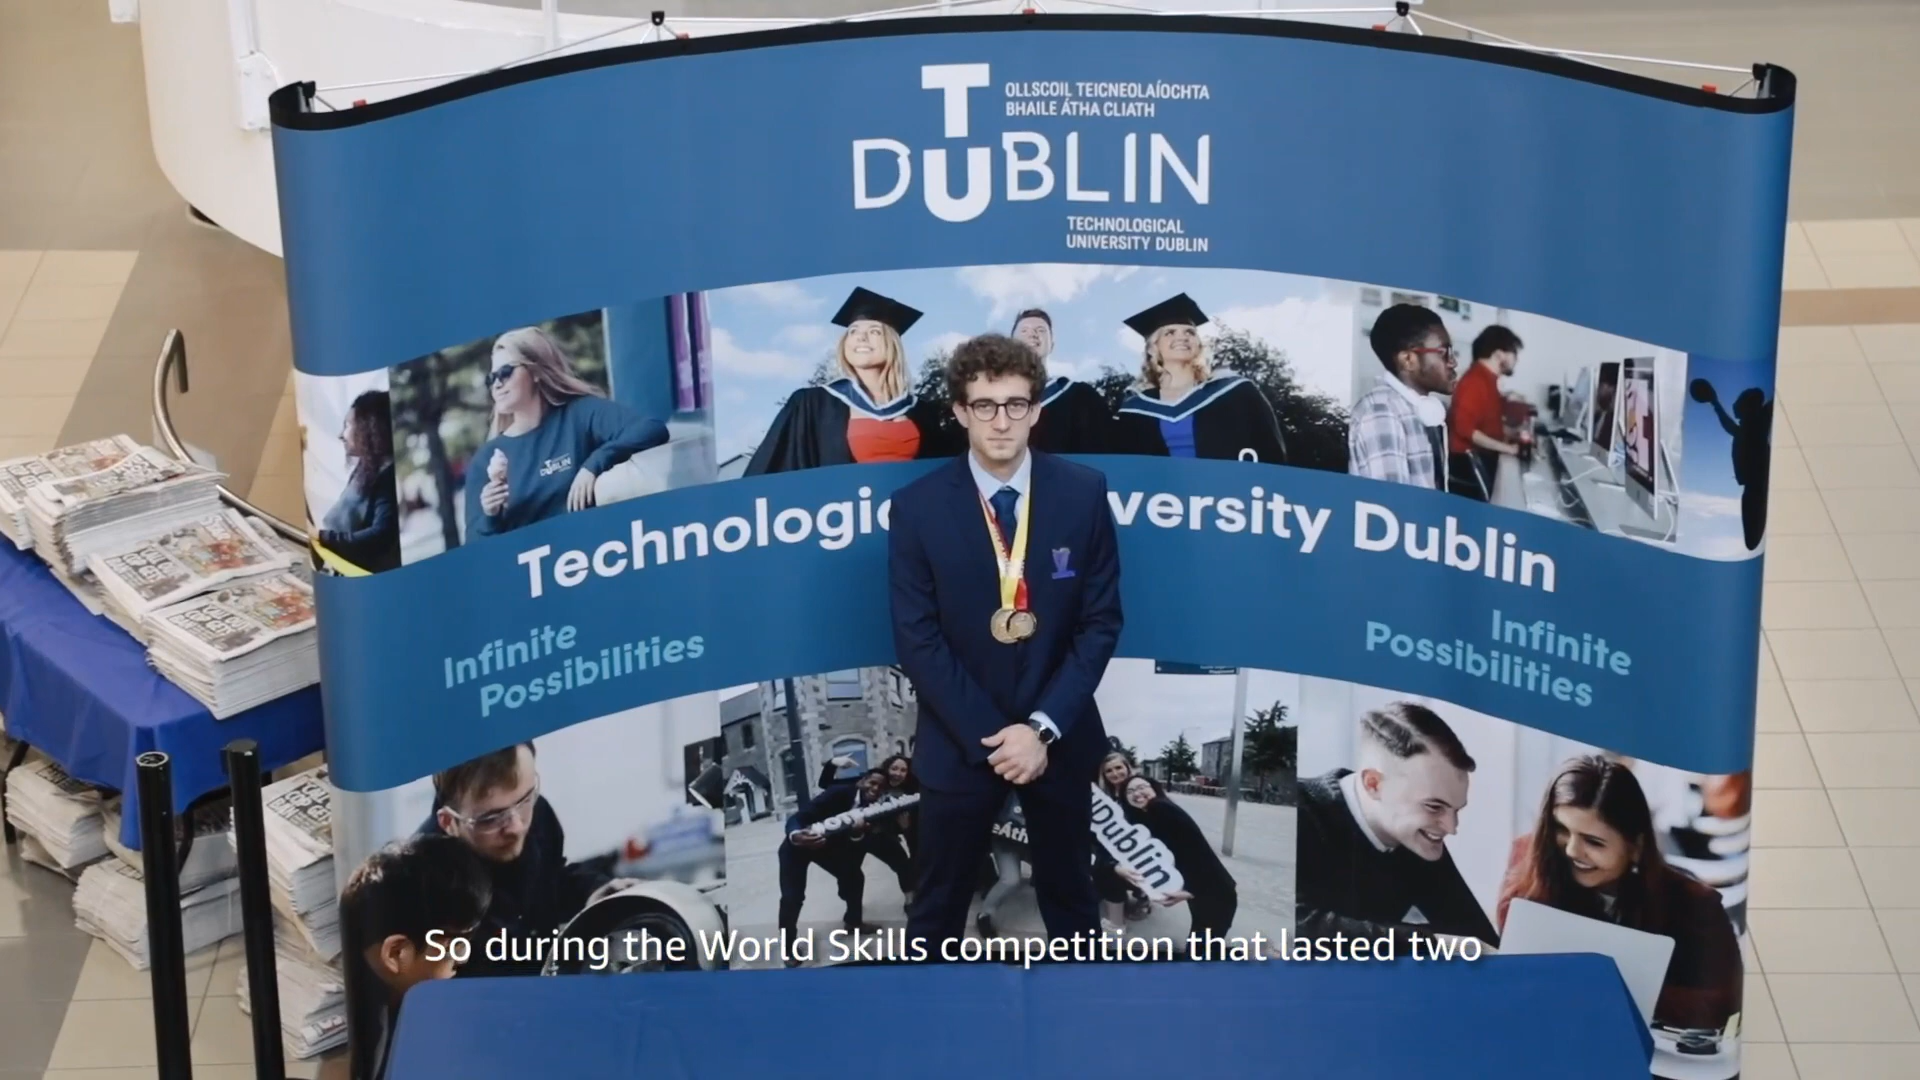 OLLSCOIL TEICNEOLAÍOCHTA
BHAILE ÁTHA CLIATH
TU DUBLIN
TECHNOLOGICAL
UNIVERSITY DUBLIN
DUBLIN
Technologic versity Dublin
Infinite
Possibilities
Infinite
Possibilities
Dublin
So during the World Skills competition that lasted two